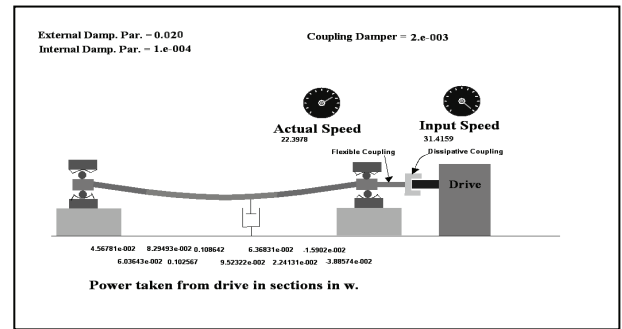 External Damp. Par. = 0.020
Internal Damp. Par. = 1.e-004
Coupling Damper = 2.e-003
Actual Speed
22.3978
Input Speed
31.4159
Flexible Coupling
Dissipative Coupling
Drive
4.56781e-002 8.29493e-002 0.108642 6.36831e-002 -1.5902e-002
6.03643e-002 0.102567 9.52322e-002 2.24131e-002 -3.88574e-002
Power taken from drive in sections in w.